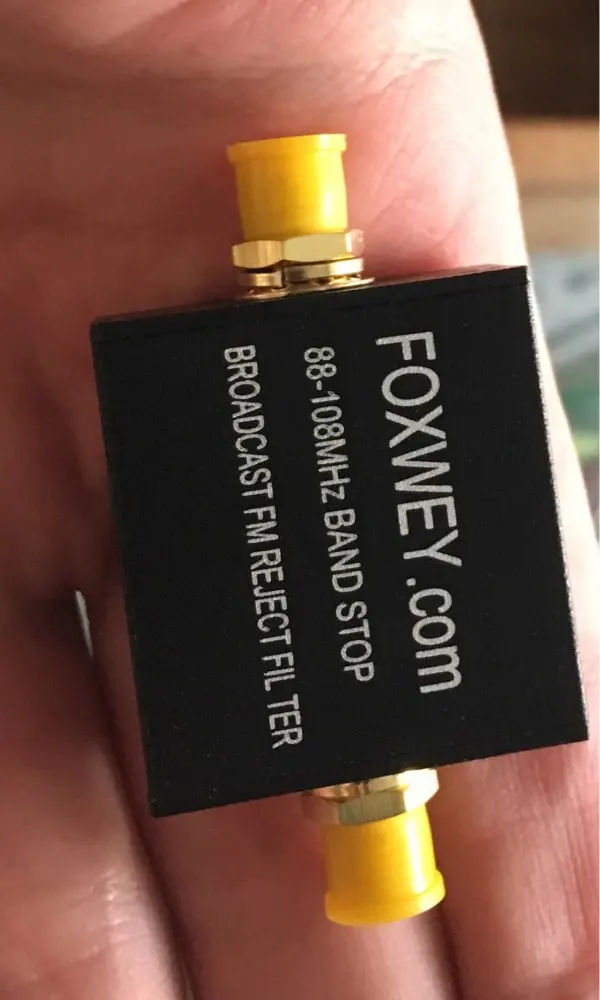 FOXWEY.com
88-108MHz BAND STOP
BROADCAST FM REJECT FIL TER